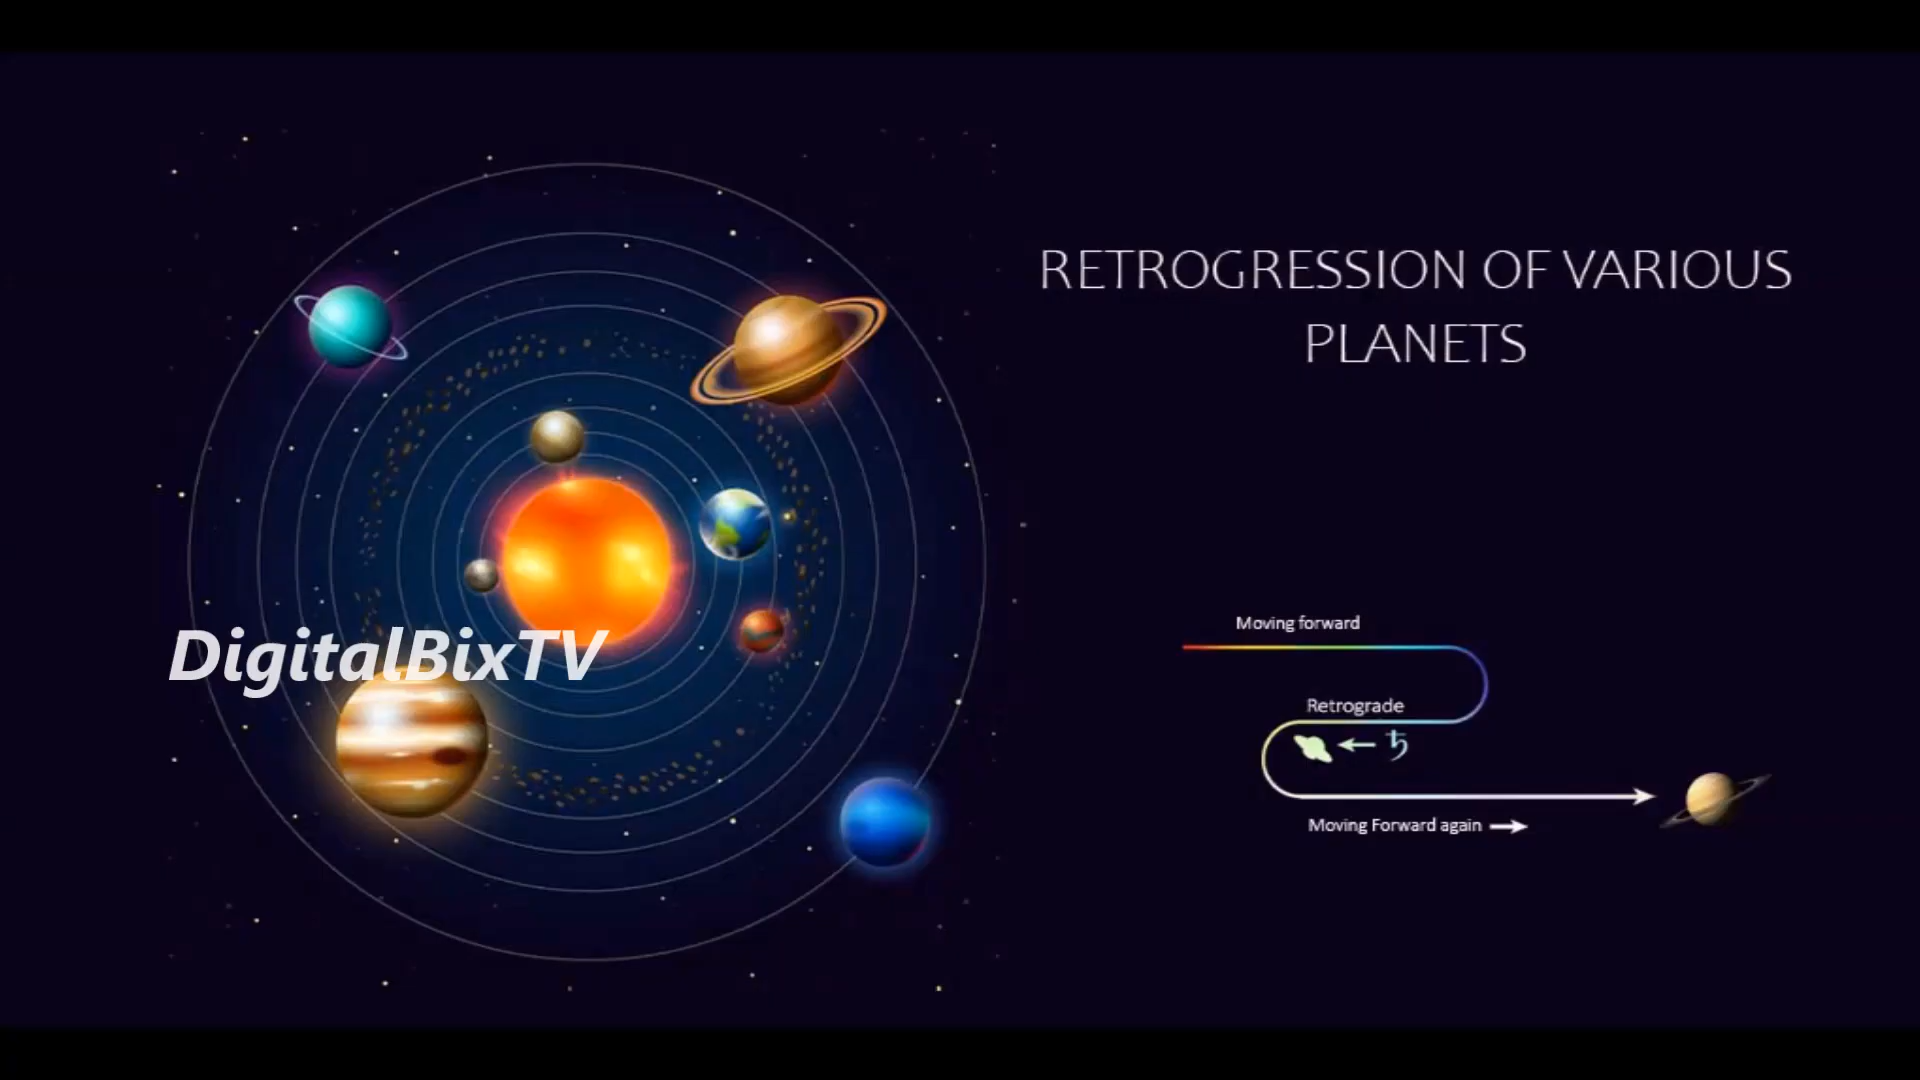 RETROGRESSION OF VARIOUS
PLANETS
DigitalBixTV
Moving forward
Retrograde
♄
Moving Forward again